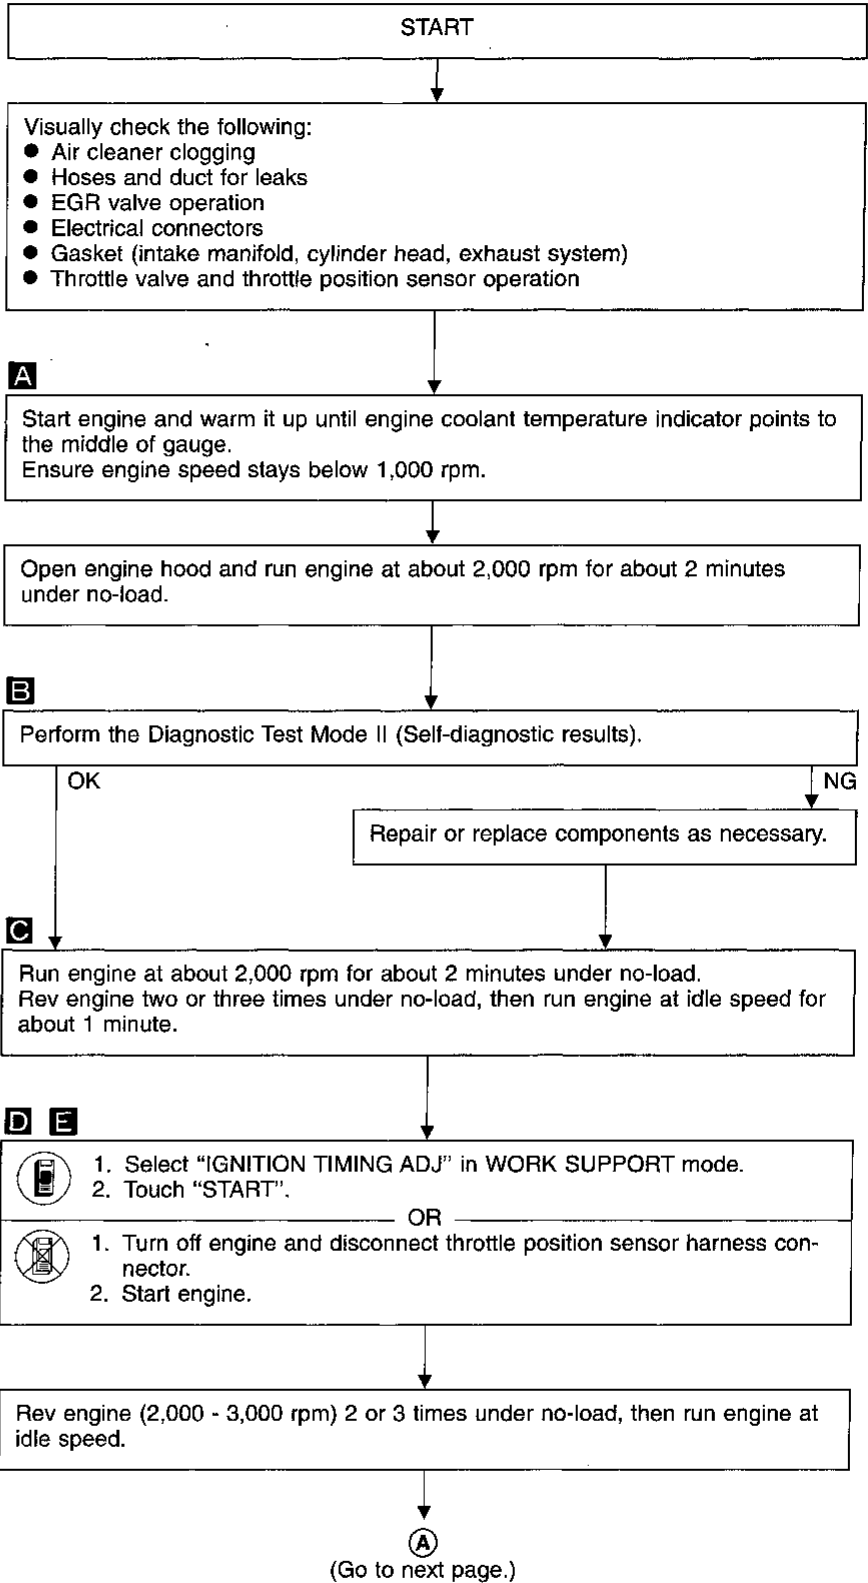 START
Visually check the following:
● Air cleaner clogging
● Hoses and duct for leaks
● EGR valve operation
● Electrical connectors
● Gasket (intake manifold, cylinder head, exhaust system)
● Throttle valve and throttle position sensor operation
A
Start engine and warm it up until engine coolant temperature indicator points to
the middle of gauge.
Ensure engine speed stays below 1,000 rpm.
Open engine hood and run engine at about 2,000 rpm for about 2 minutes
under no-load.
B
Perform the Diagnostic Test Mode II (Self-diagnostic results).
OK
NG
Repair or replace components as necessary.
C
Run engine at about 2,000 rpm for about 2 minutes under no-load.
Rev engine two or three times under no-load, then run engine at idle speed for
about 1 minute.
D E
1. Select “IGNITION TIMING ADJ” in WORK SUPPORT mode.
2. Touch “START”.
OR
1. Turn off engine and disconnect throttle position sensor harness con-
nector.
2. Start engine.
Rev engine (2,000 - 3,000 rpm) 2 or 3 times under no-load, then run engine at
idle speed.
A
(Go to next page.)